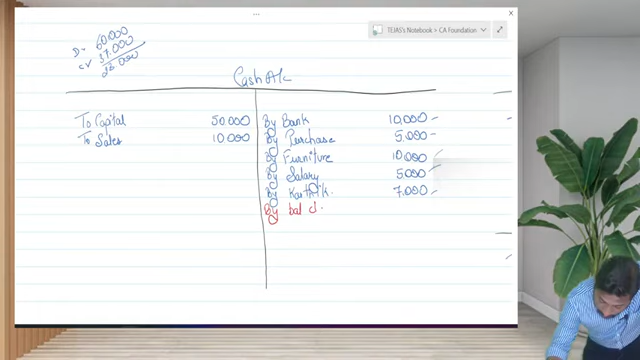 TEJAS's Notebook > CA Foundation
D- 60,000
Cr 37,000
23,000
Cash A/c
To Capital 50,000
To Sales 10,000
By Bank 10,000
By Purchase 5,000
By Furniture 10,000
By Salary 5000
By Karthik. 7,000
By bal d